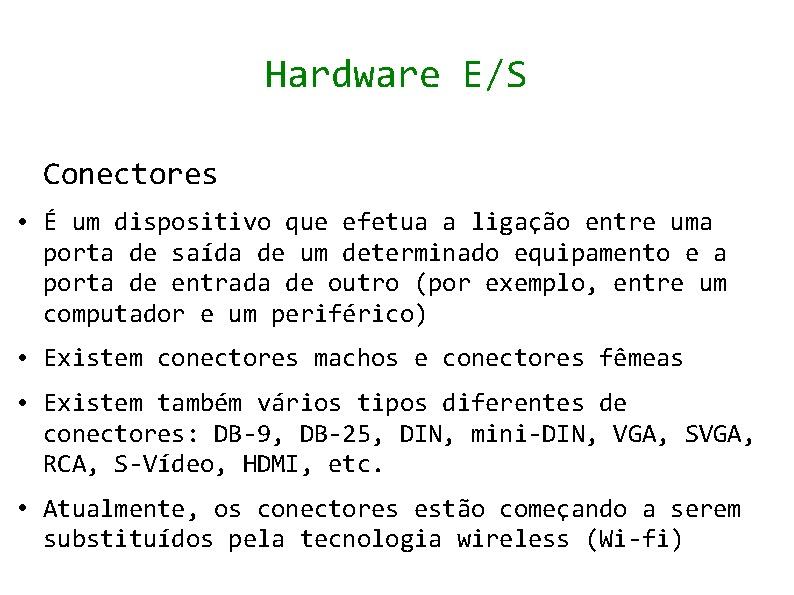 Hardware E/S
Conectores
• É um dispositivo que efetua a ligação entre uma
porta de saída de um determinado equipamento e a
porta de entrada de outro (por exemplo, entre um
computador e um periférico)
• Existem conectores machos e conectores fêmeas
• Existem também vários tipos diferentes de
conectores: DB-9, DB-25, DIN, mini-DIN, VGA, SVGA,
RCA, S-Vídeo, HDMI, etc.
• Atualmente, os conectores estão começando a serem
substituídos pela tecnologia wireless (Wi-fi)